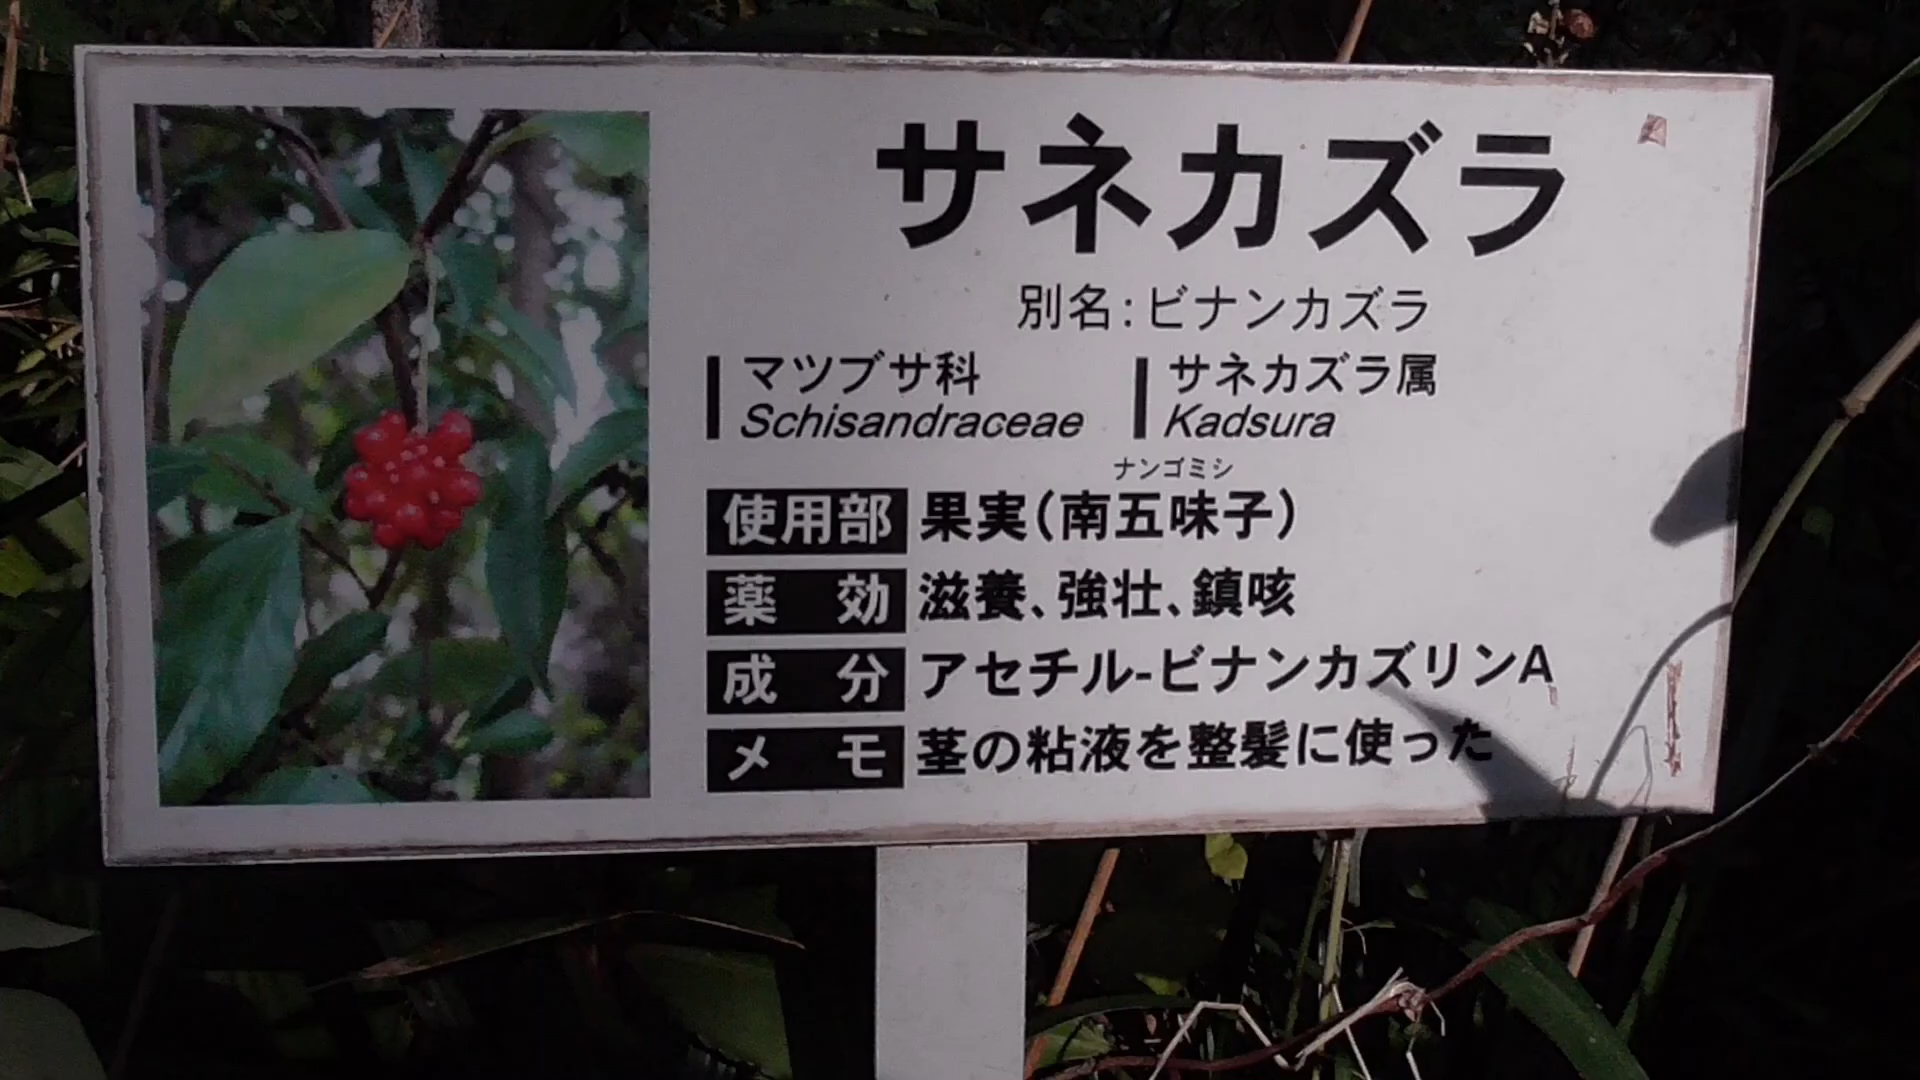 サネカズラ
別名:ビナンカズラ
マツブサ科 サネカズラ属
Schisandraceae Kadsura
ナンゴミシ
使用部 果実(南五味子)
薬 効 滋養、強壮、鎮咳
成 分 アセチル-ビナンカズリンA
メ モ 茎の粘液を整髪に使った